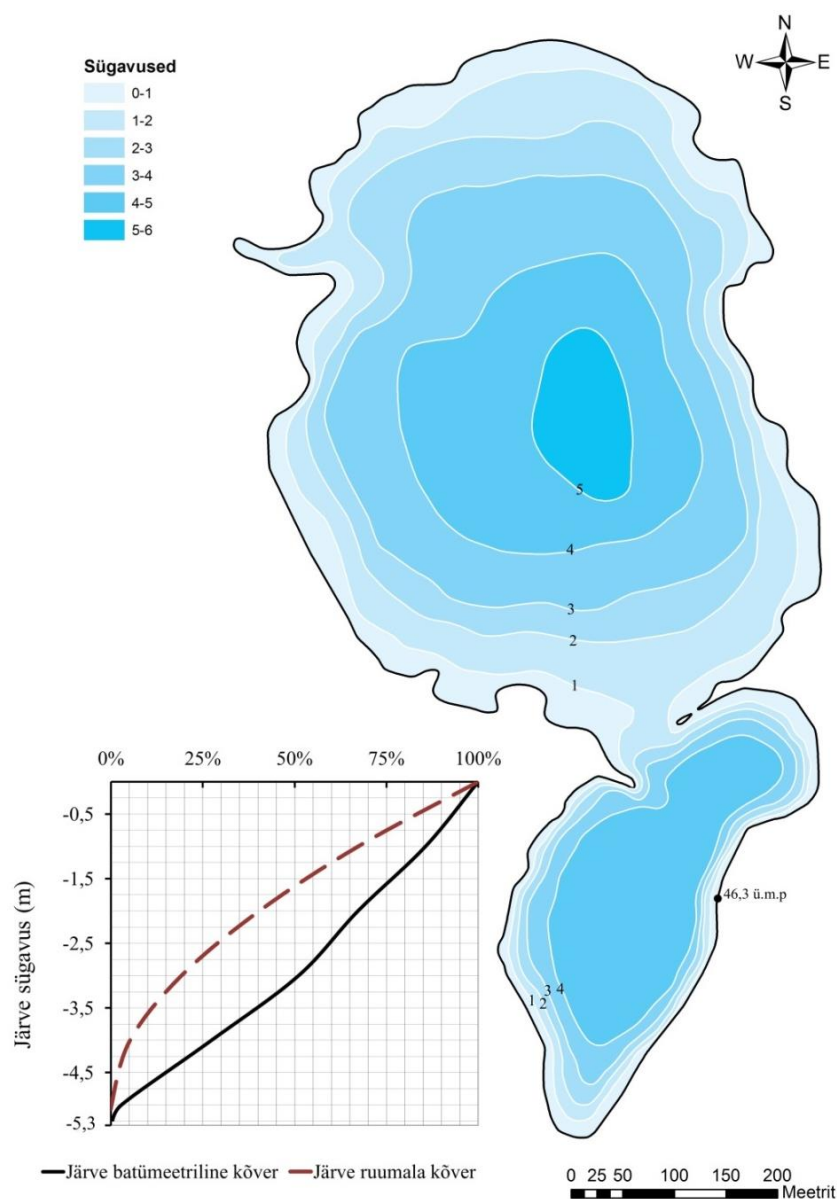 N
W E
S
Sügavused
0-1
1-2
2-3
3-4
4-5
5-6
5
4
3
2
1
0% 25% 50% 75% 100%
-0,5
-1,5
-2,5
-3,5
-4,5
-5,3
Järve sügavus (m)
46,3 ü.m.p
1 2 3 4
Järve batümeetriline kõver Järve ruumala kõver
0 25 50 100 150 200
Meetrit